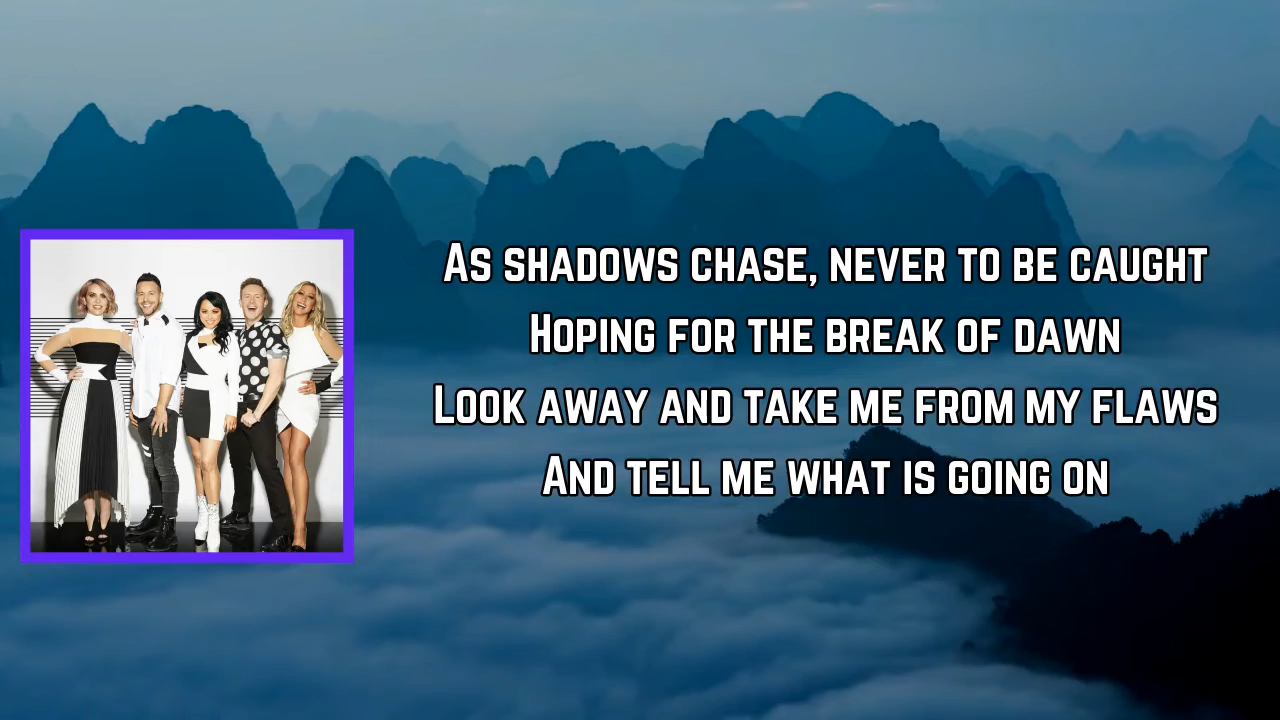 As shadows chase, never to be caught
Hoping for the break of dawn
Look away and take me from my flaws
And tell me what is going on